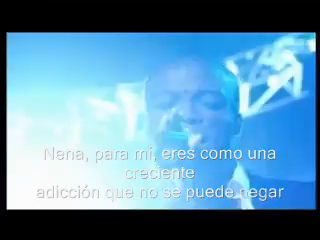 Nena, para mi, eres como una
creciente
adicción que no se puede negar